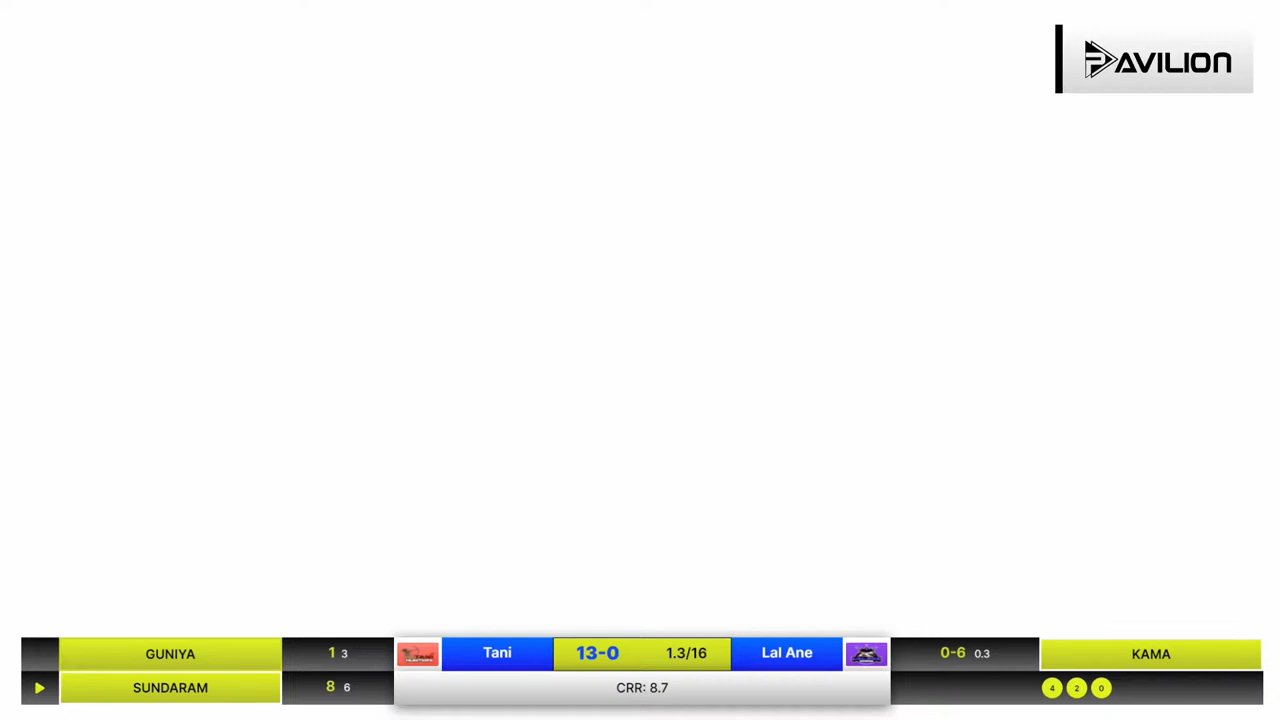 PAVILION
GUNIYA 1 3 Tani 13-0 1.3/16 Lal Ane 0-6 0.3 KAMA
SUNDARAM 8 6 CRR: 8.7 4 2 0